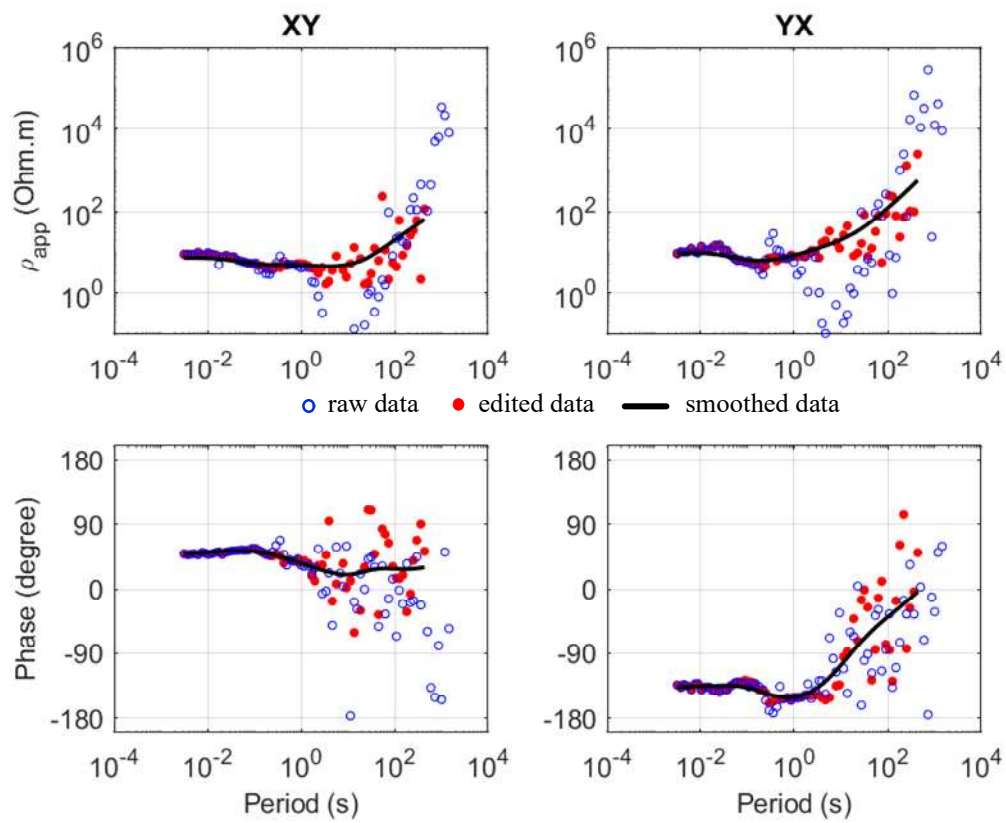 XY YX
10^6 10^6
10^4 10^4
10^2 10^2
10^0 10^0
ρ_app (Ohm.m)
10^-4 10^-2 10^0 10^2 10^4 10^-4 10^-2 10^0 10^2 10^4
raw data edited data smoothed data
180 180
90 90
0 0
-90 -90
-180 -180
Phase (degree)
10^-4 10^-2 10^0 10^2 10^4 10^-4 10^-2 10^0 10^2 10^4
Period (s) Period (s)